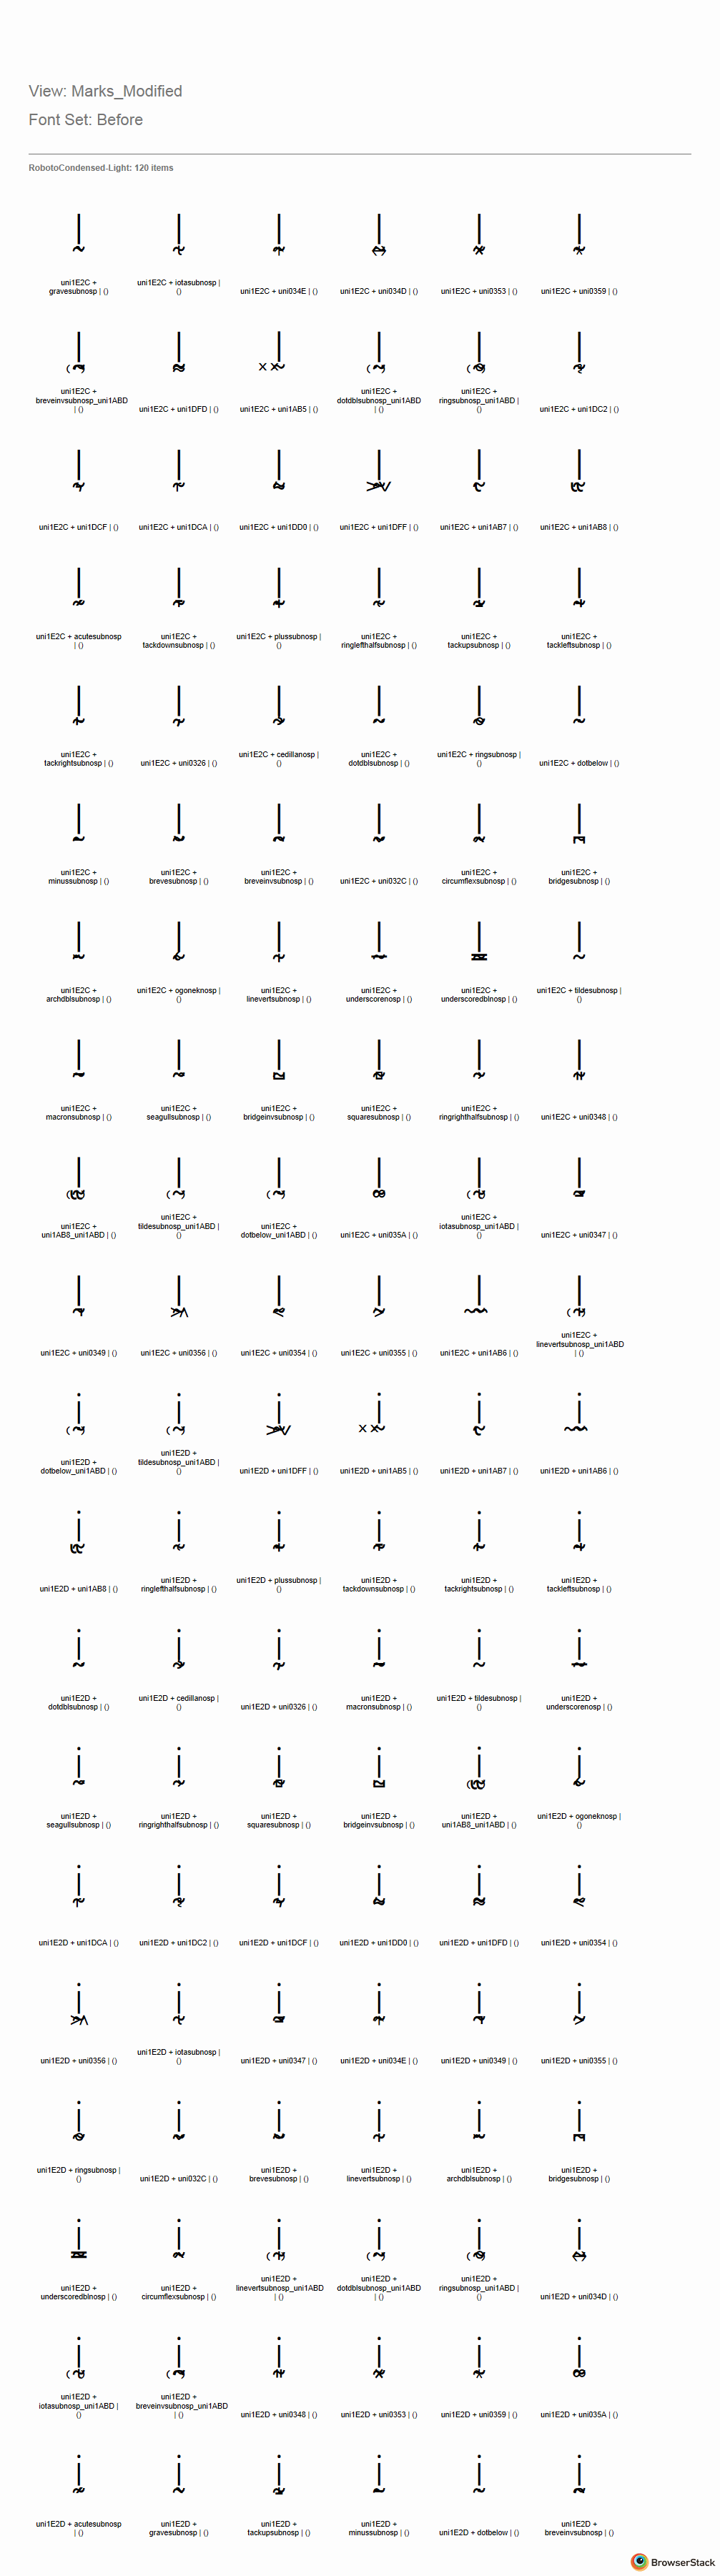 View: Marks_Modified
Font Set: Before
RobotoCondensed-Light: 120 items
uni1E2C +
gravesubnosp | ()
uni1E2C + iotasubnosp |
()
uni1E2C + uni034E | ()
uni1E2C + uni034D | ()
uni1E2C + uni0353 | ()
uni1E2C + uni0359 | ()
uni1E2C +
breveinvsubnosp_uni1ABD
| ()
uni1E2C + uni1DFD | ()
uni1E2C + uni1AB5 | ()
uni1E2C +
dotdblsubnosp_uni1ABD
| ()
uni1E2C +
ringsubnosp_uni1ABD |
()
uni1E2C + uni1DC2 | ()
uni1E2C + uni1DCF | ()
uni1E2C + uni1DCA | ()
uni1E2C + uni1DD0 | ()
uni1E2C + uni1DFF | ()
uni1E2C + uni1AB7 | ()
uni1E2C + uni1AB8 | ()
uni1E2C + acutesubnosp
| ()
uni1E2C +
tackdownsubnosp | ()
uni1E2C + plussubnosp |
()
uni1E2C +
ringlefthalfsubnosp | ()
uni1E2C +
tackupsubnosp | ()
uni1E2C +
tackleftsubnosp | ()
uni1E2C +
tackrightsubnosp | ()
uni1E2C + uni0326 | ()
uni1E2C + cedillanosp |
()
uni1E2C +
dotdblsubnosp | ()
uni1E2C + ringsubnosp |
()
uni1E2C + dotbelow | ()
uni1E2C +
minussubnosp | ()
uni1E2C +
brevesubnosp | ()
uni1E2C +
breveinvsubnosp | ()
uni1E2C + uni032C | ()
uni1E2C +
circumflexsubnosp | ()
uni1E2C +
bridgesubnosp | ()
uni1E2C +
archdblsubnosp | ()
uni1E2C + ogoneknosp |
()
uni1E2C +
linevertsubnosp | ()
uni1E2C +
underscorenosp | ()
uni1E2C +
underscoredblnosp | ()
uni1E2C + tildesubnosp |
()
uni1E2C +
macronsubnosp | ()
uni1E2C +
seagullsubnosp | ()
uni1E2C +
bridgeinvsubnosp | ()
uni1E2C +
squaresubnosp | ()
uni1E2C +
ringrighthalfsubnosp | ()
uni1E2C + uni0348 | ()
uni1E2C +
uni1AB8_uni1ABD | ()
uni1E2C +
tildesubnosp_uni1ABD |
()
uni1E2C +
dotbelow_uni1ABD | ()
uni1E2C + uni035A | ()
uni1E2C +
iotasubnosp_uni1ABD |
()
uni1E2C + uni0347 | ()
uni1E2C + uni0349 | ()
uni1E2C + uni0356 | ()
uni1E2C + uni0354 | ()
uni1E2C + uni0355 | ()
uni1E2C + uni1AB6 | ()
uni1E2C +
linevertsubnosp_uni1ABD
| ()
uni1E2D +
dotbelow_uni1ABD | ()
uni1E2D +
tildesubnosp_uni1ABD |
()
uni1E2D + uni1DFF | ()
uni1E2D + uni1AB5 | ()
uni1E2D + uni1AB7 | ()
uni1E2D + uni1AB6 | ()
uni1E2D + uni1AB8 | ()
uni1E2D +
ringlefthalfsubnosp | ()
uni1E2D + plussubnosp |
()
uni1E2D +
tackdownsubnosp | ()
uni1E2D +
tackrightsubnosp | ()
uni1E2D +
tackleftsubnosp | ()
uni1E2D +
dotdblsubnosp | ()
uni1E2D + cedillanosp |
()
uni1E2D + uni0326 | ()
uni1E2D +
macronsubnosp | ()
uni1E2D + tildesubnosp |
()
uni1E2D +
underscorenosp | ()
uni1E2D +
seagullsubnosp | ()
uni1E2D +
ringrighthalfsubnosp | ()
uni1E2D +
squaresubnosp | ()
uni1E2D +
bridgeinvsubnosp | ()
uni1E2D +
uni1AB8_uni1ABD | ()
uni1E2D + ogoneknosp |
()
uni1E2D + uni1DCA | ()
uni1E2D + uni1DC2 | ()
uni1E2D + uni1DCF | ()
uni1E2D + uni1DD0 | ()
uni1E2D + uni1DFD | ()
uni1E2D + uni0354 | ()
uni1E2D + uni0356 | ()
uni1E2D + iotasubnosp |
()
uni1E2D + uni0347 | ()
uni1E2D + uni034E | ()
uni1E2D + uni0349 | ()
uni1E2D + uni0355 | ()
uni1E2D + ringsubnosp |
()
uni1E2D + uni032C | ()
uni1E2D +
brevesubnosp | ()
uni1E2D +
linevertsubnosp | ()
uni1E2D +
archdblsubnosp | ()
uni1E2D +
bridgesubnosp | ()
uni1E2D +
underscoredblnosp | ()
uni1E2D +
circumflexsubnosp | ()
uni1E2D +
linevertsubnosp_uni1ABD
| ()
uni1E2D +
dotdblsubnosp_uni1ABD
| ()
uni1E2D +
ringsubnosp_uni1ABD |
()
uni1E2D + uni034D | ()
uni1E2D +
iotasubnosp_uni1ABD |
()
uni1E2D +
breveinvsubnosp_uni1ABD
| ()
uni1E2D + uni0348 | ()
uni1E2D + uni0353 | ()
uni1E2D + uni0359 | ()
uni1E2D + uni035A | ()
uni1E2D + acutesubnosp
| ()
uni1E2D +
gravesubnosp | ()
uni1E2D +
tackupsubnosp | ()
uni1E2D +
minussubnosp | ()
uni1E2D + dotbelow | ()
uni1E2D +
breveinvsubnosp | ()
BrowserStack